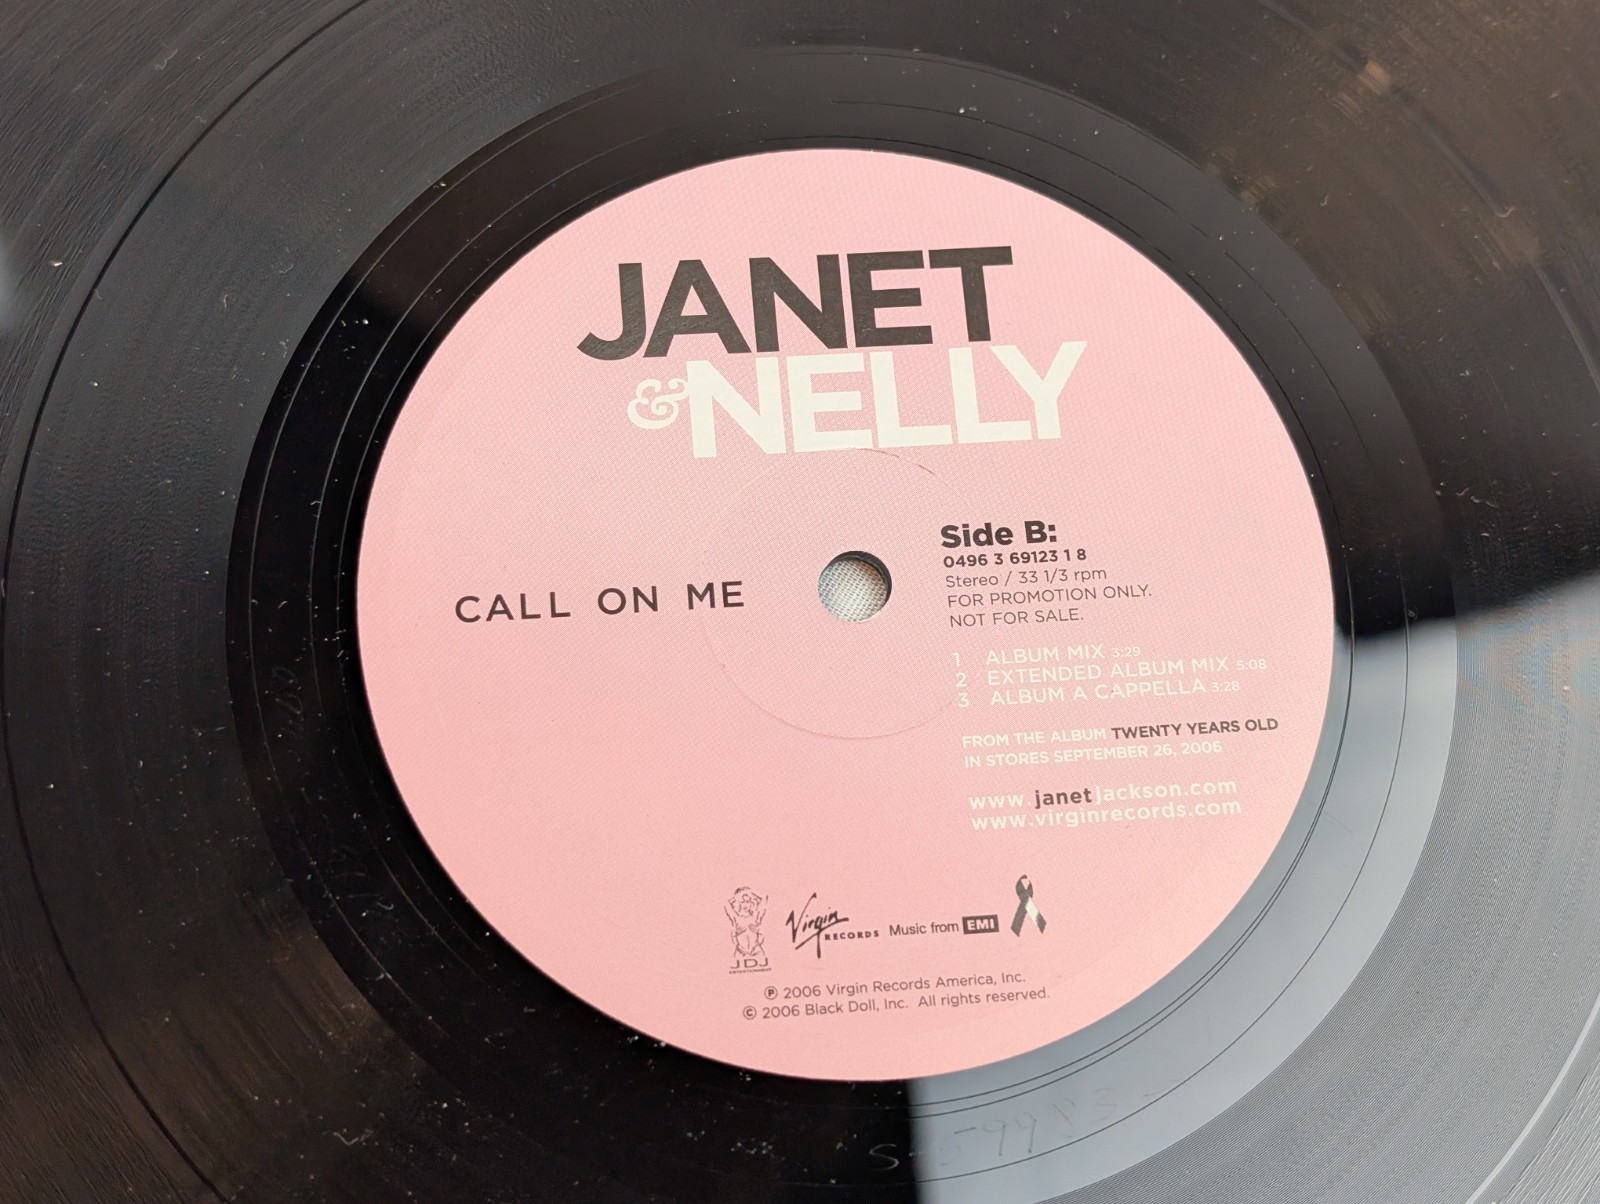 JANET
& NELLY
CALL ON ME
Side B:
0496 3 69123 1 8
Stereo / 33 1/3 rpm
FOR PROMOTION ONLY.
NOT FOR SALE.
1 ALBUM MIX 3:29
2 EXTENDED ALBUM MIX 5:08
3 ALBUM A CAPPELLA 3:28
FROM THE ALBUM TWENTY YEARS OLD
IN STORES SEPTEMBER 26, 2006
www.janetjackson.com
www.virginrecords.com
JDJ
ENTERTAINMENT
Virgin
RECORDS
Music from EMI
℗ 2006 Virgin Records America, Inc.
© 2006 Black Doll, Inc. All rights reserved.